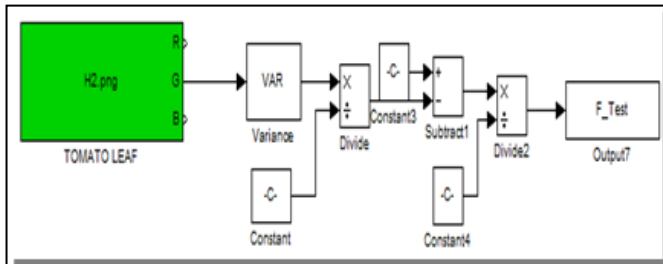 R
H2.png
G
B
TOMATO LEAF
VAR
Variance
-C-
Constant
×
÷
Divide
-C-
Constant3
+
−
Subtract1
-C-
Constant4
×
÷
Divide2
F_Test
Output7